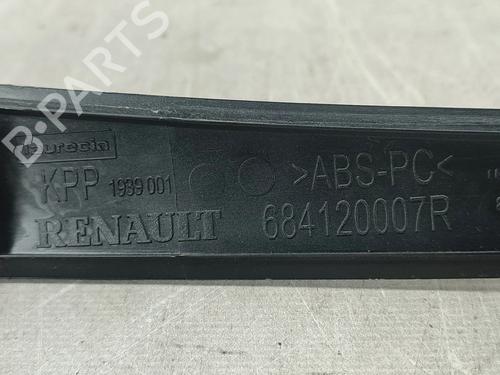 B-PARTS
faurecia
KPP 1939 001
>ABS-PC<
RENAULT
684120007R